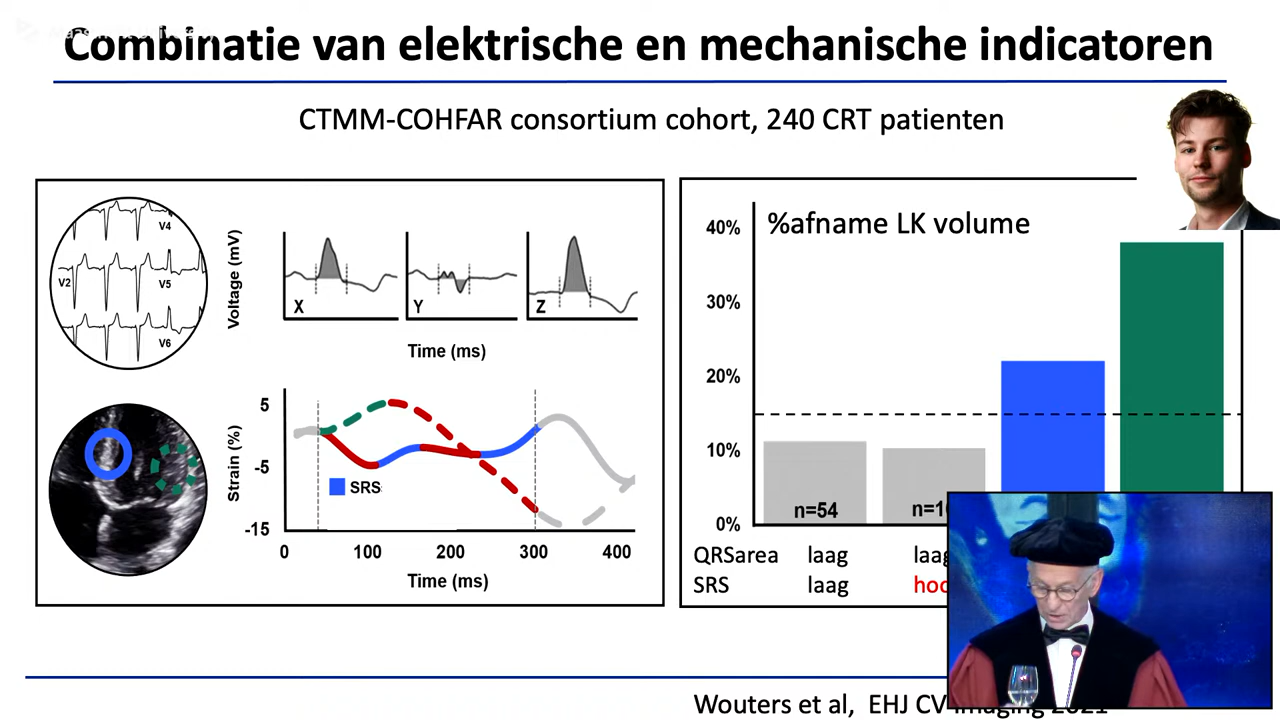 Combinatie van elektrische en mechanische indicatoren
CTMM-COHFAR consortium cohort, 240 CRT patienten
V4
V2
V5
V6
Voltage (mV)
X
Y
Z
Time (ms)
5
-5
-15
Strain (%)
SRS
0
100
200
300
400
Time (ms)
%afname LK volume
40%
30%
20%
10%
0%
n=54
QRSarea laag
SRS laag
Wouters et al, EHJ CV Imaging 2021